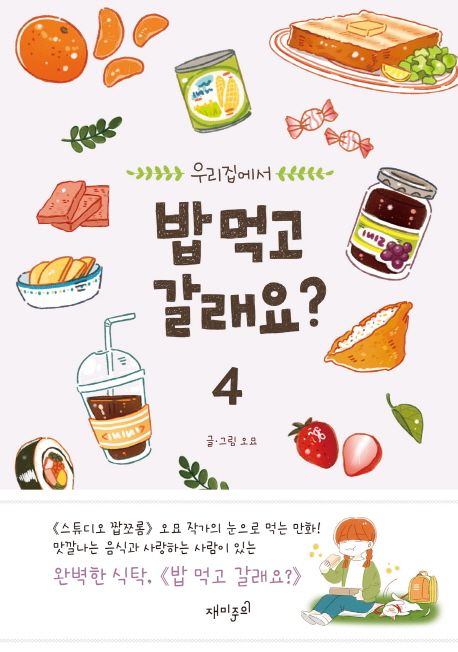 우리집에서
밥 먹고
갈래요?
4
글·그림 오묘
《스튜디오 짭쪼롬》 오묘 작가의 눈으로 먹는 만화!
맛깔나는 음식과 사랑하는 사람이 있는
완벽한 식탁, 《밥 먹고 갈래요?》
재미주의